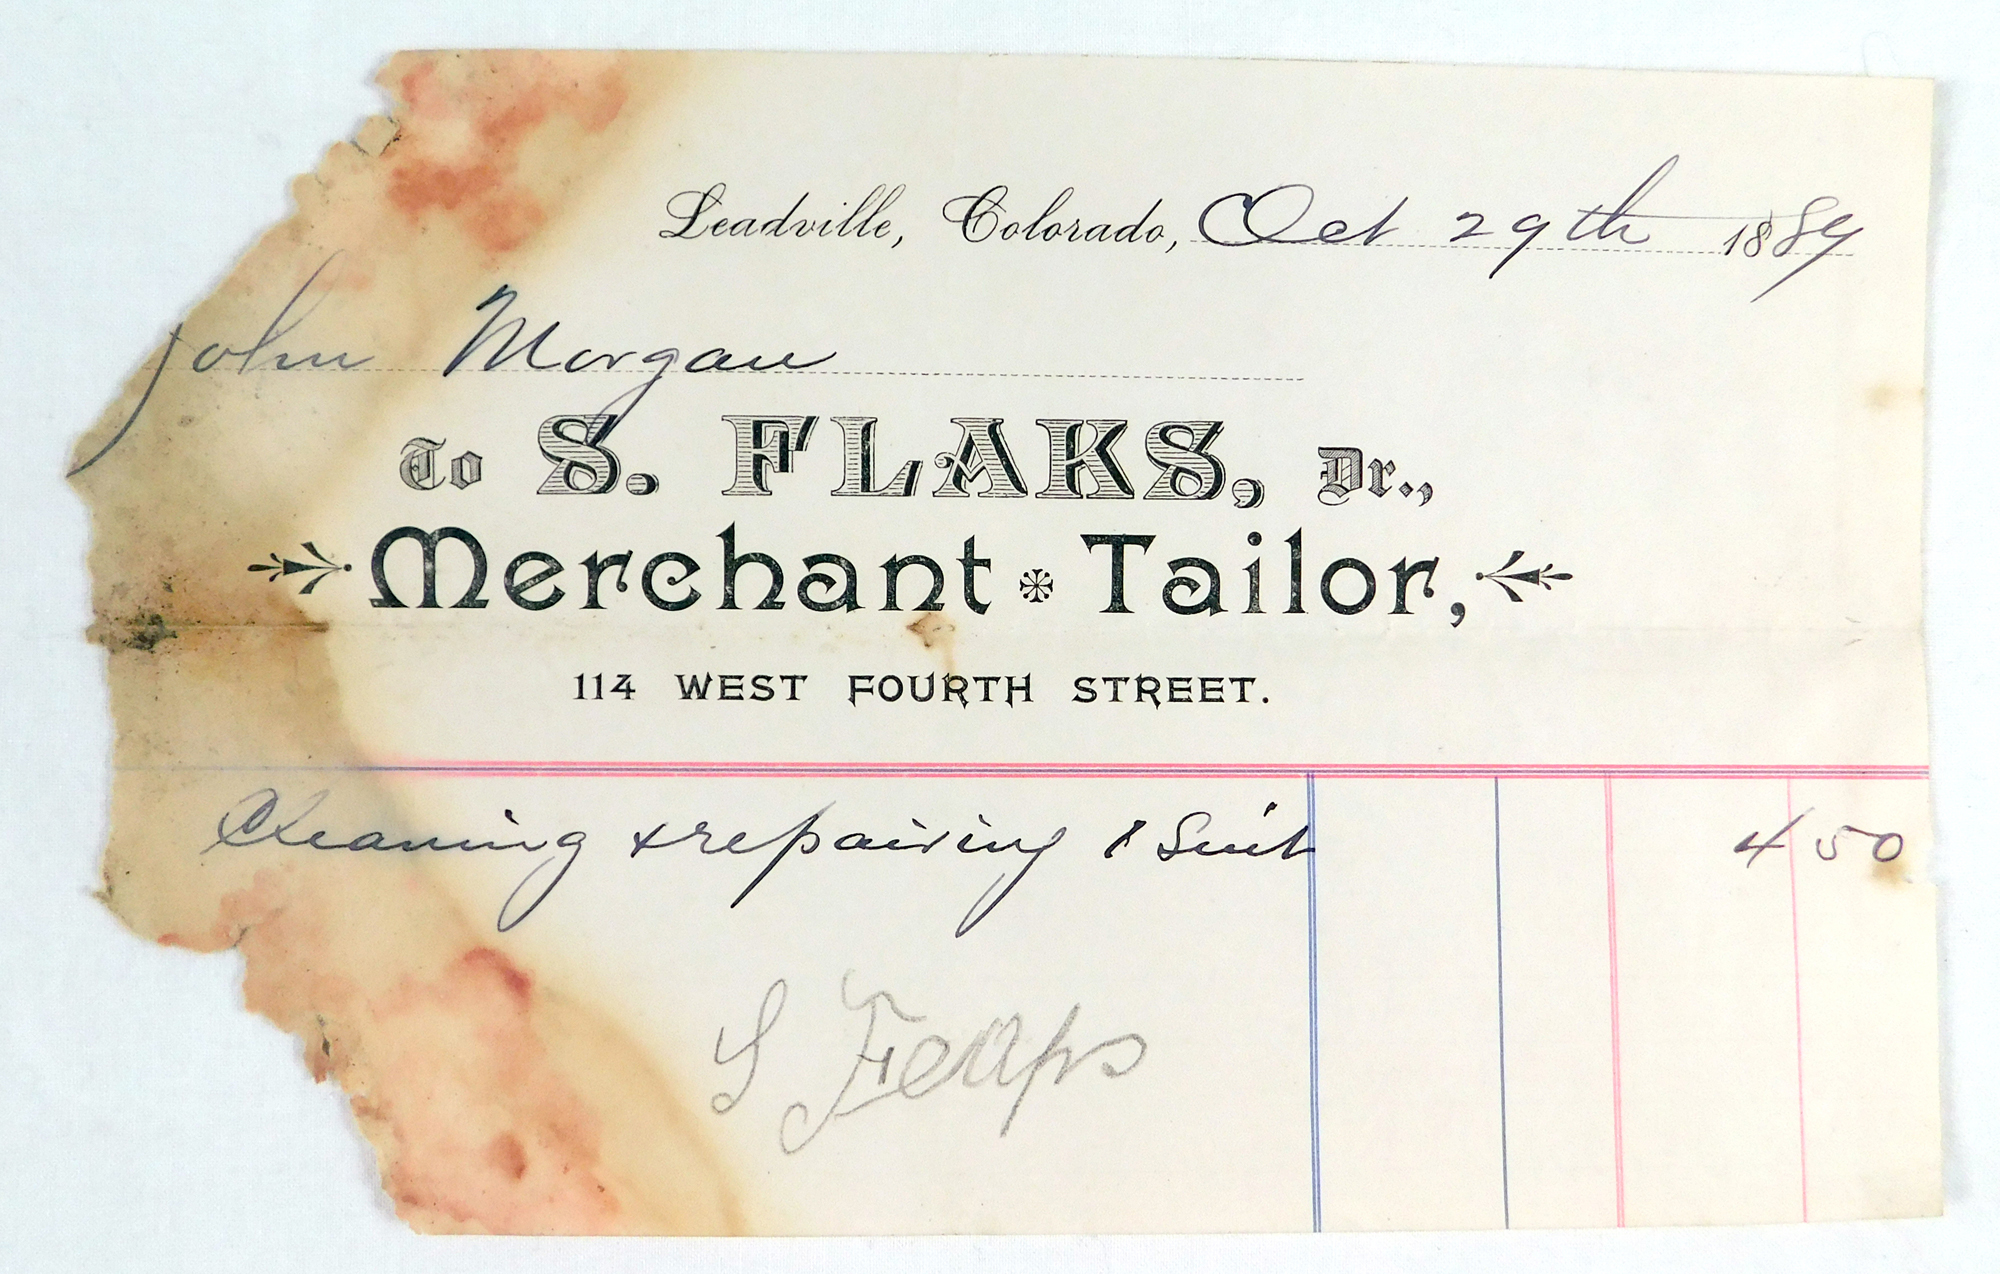 Leadville, Colorado, Oct 29th 1889
John Morgan
To S. FLAKS, Dr.,
Merchant Tailor,
114 WEST FOURTH STREET.
Cleaning & repairing 1 Suit 4 50
S